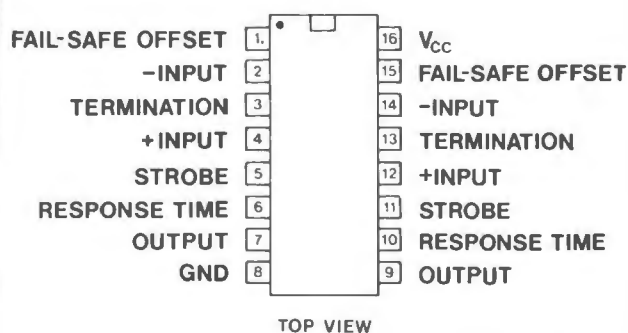 FAIL-SAFE OFFSET 1. 16 VCC
-INPUT 2 15 FAIL-SAFE OFFSET
TERMINATION 3 14 -INPUT
+INPUT 4 13 TERMINATION
STROBE 5 12 +INPUT
RESPONSE TIME 6 11 STROBE
OUTPUT 7 10 RESPONSE TIME
GND 8 9 OUTPUT
TOP VIEW